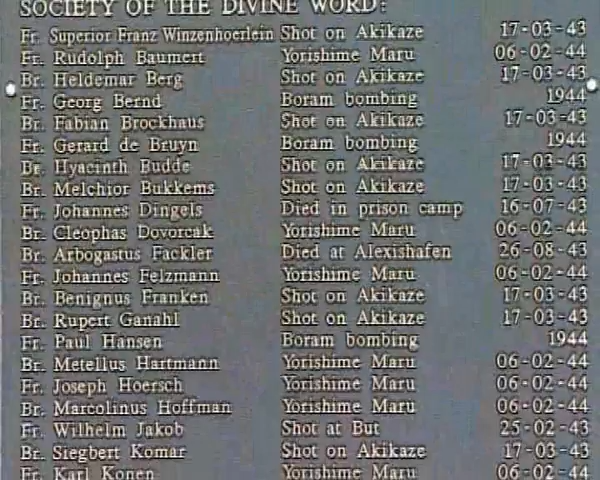 SOCIETY OF THE DIVINE WORD:
Fr. Superior Franz Winzenhoerlein Shot on Akikaze 17-03-43
Fr. Rudolph Baumert Yorishime Maru 06-02-44
Br. Heldemar Berg Shot on Akikaze 17-03-43
Fr. Georg Bernd Boram bombing 1944
Br. Fabian Brockhaus Shot on Akikaze 17-03-43
Fr. Gerard de Bruyn Boram bombing 1944
Br. Hyacinth Budde Shot on Akikaze 17-03-43
Br. Melchior Bukkems Shot on Akikaze 17-03-43
Fr. Johannes Dingels Died in prison camp 16-07-43
Br. Cleophas Dovorcak Yorishime Maru 06-02-44
Br. Arbogastus Fackler Died at Alexishafen 26-08-43
Fr. Johannes Felzmann Yorishime Maru 06-02-44
Br. Benignus Franken Shot on Akikaze 17-03-43
Br. Rupert Ganahl Shot on Akikaze 17-03-43
Fr. Paul Hansen Boram bombing 1944
Br. Metellus Hartmann Yorishime Maru 06-02-44
Fr. Joseph Hoersch Yorishime Maru 06-02-44
Br. Marcolinus Hoffman Yorishime Maru 06-02-44
Fr. Wilhelm Jakob Shot at But 25-02-43
Br. Siegbert Komar Shot on Akikaze 17-03-43
Fr. Karl Konen Yorishime Maru 06-02-44